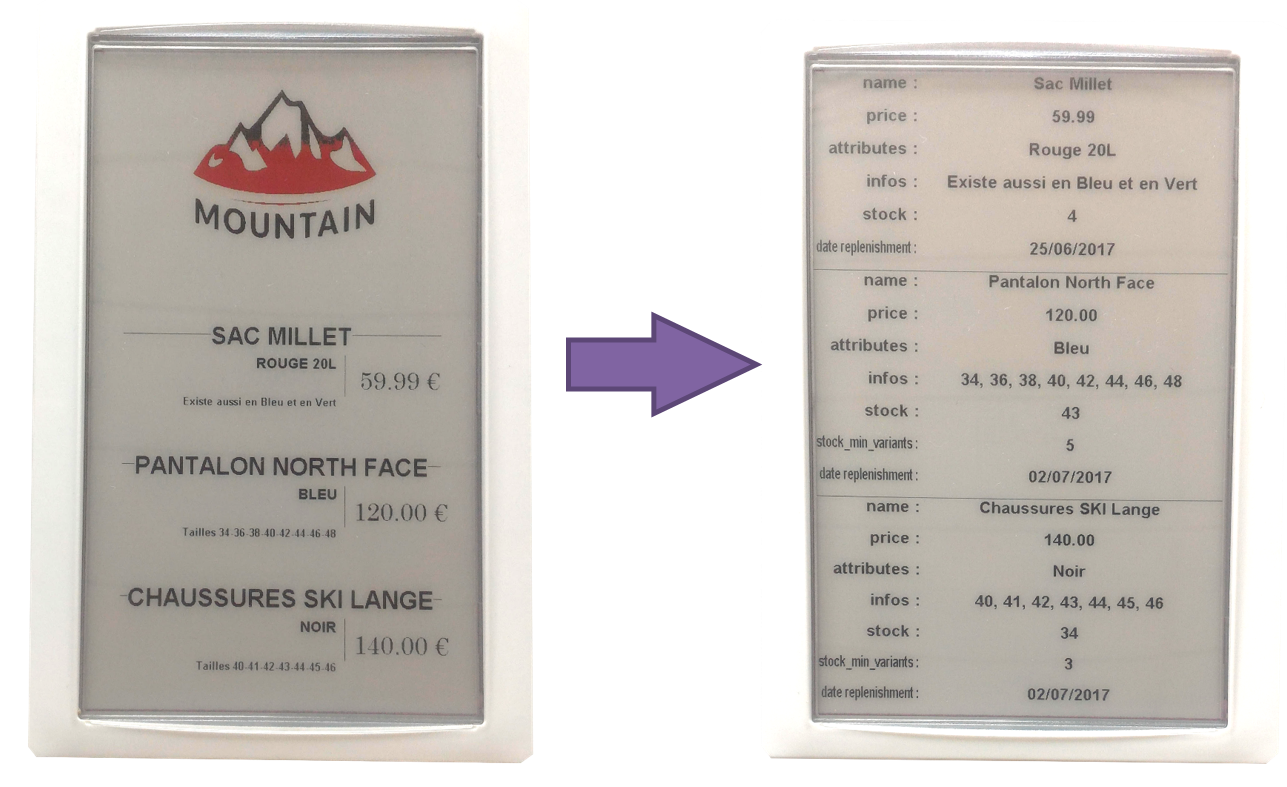 MOUNTAIN
SAC MILLET
ROUGE 20L
59.99 €
Existe aussi en Bleu et en Vert
PANTALON NORTH FACE
BLEU
120.00 €
Tailles 34-36-38-40-42-44-46-48
CHAUSSURES SKI LANGE
NOIR
140.00 €
Tailles 40-41-42-43-44-45-46
name : Sac Millet
price : 59.99
attributes : Rouge 20L
infos : Existe aussi en Bleu et en Vert
stock : 4
date replenishment : 25/06/2017
name : Pantalon North Face
price : 120.00
attributes : Bleu
infos : 34, 36, 38, 40, 42, 44, 46, 48
stock : 43
stock_min_variants : 5
date replenishment : 02/07/2017
name : Chaussures SKI Lange
price : 140.00
attributes : Noir
infos : 40, 41, 42, 43, 44, 45, 46
stock : 34
stock_min_variants : 3
date replenishment : 02/07/2017